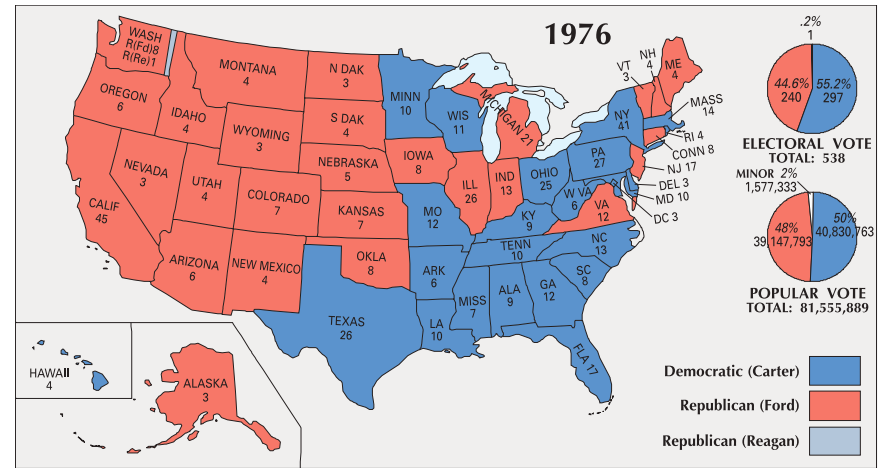 1976
WASH
R(Fd)8
R(Re)1
OREGON
6
CALIF
45
NEVADA
3
IDAHO
4
MONTANA
4
WYOMING
3
UTAH
4
COLORADO
7
ARIZONA
6
NEW MEXICO
4
N DAK
3
S DAK
4
NEBRASKA
5
KANSAS
7
OKLA
8
TEXAS
26
MINN
10
IOWA
8
MO
12
ARK
6
LA
10
WIS
11
ILL
26
MICHIGAN 21
IND
13
OHIO
25
KY
9
TENN
10
MISS
7
ALA
9
GA
12
FLA 17
SC
8
NC
13
VA
12
W VA
6
PA
27
NY
41
VT
3
NH
4
ME
4
MASS
14
RI 4
CONN 8
NJ 17
DEL 3
MD 10
DC 3
HAWAII
4
ALASKA
3
.2%
1
44.6%
240
55.2%
297
ELECTORAL VOTE
TOTAL: 538
MINOR 2%
1,577,333
48%
39,147,793
50%
40,830,763
POPULAR VOTE
TOTAL: 81,555,889
Democratic (Carter)
Republican (Ford)
Republican (Reagan)